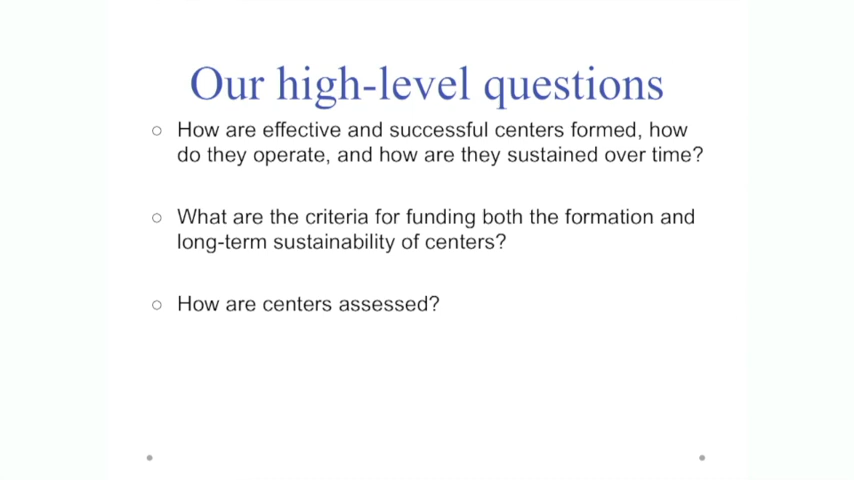 Our high-level questions
How are effective and successful centers formed, how
do they operate, and how are they sustained over time?
What are the criteria for funding both the formation and
long-term sustainability of centers?
How are centers assessed?